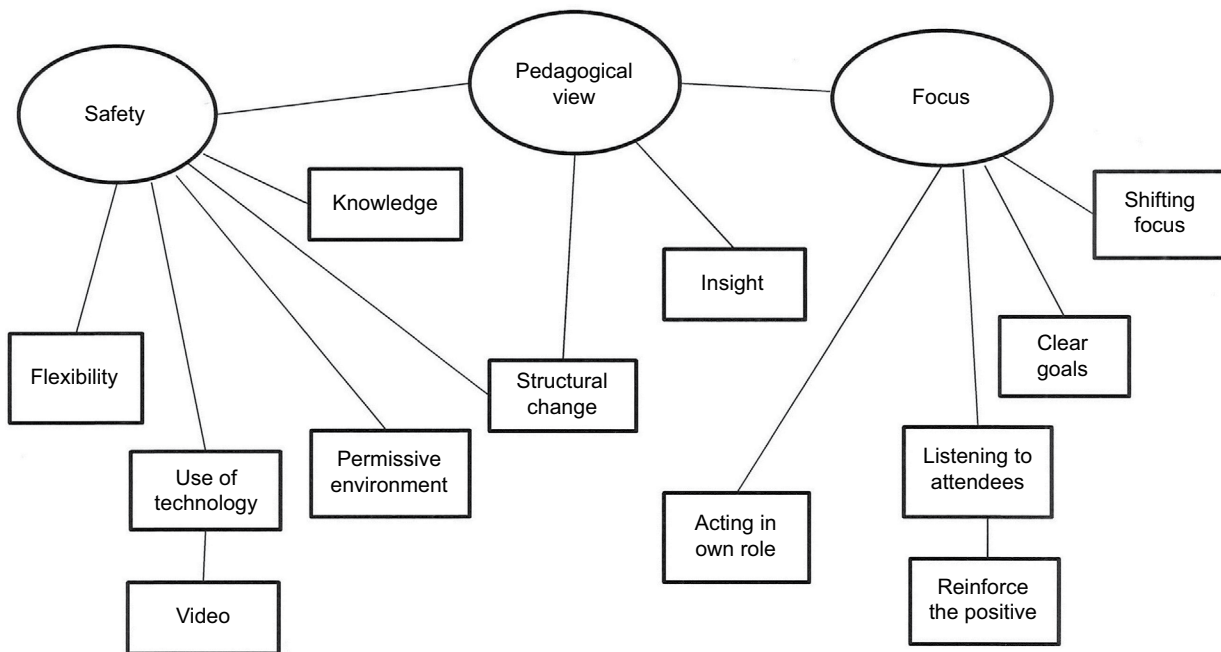 Pedagogical
view
Safety
Focus
Knowledge
Shifting
focus
Insight
Clear
goals
Flexibility
Structural
change
Use of
technology
Permissive
environment
Listening to
attendees
Acting in
own role
Video
Reinforce
the positive